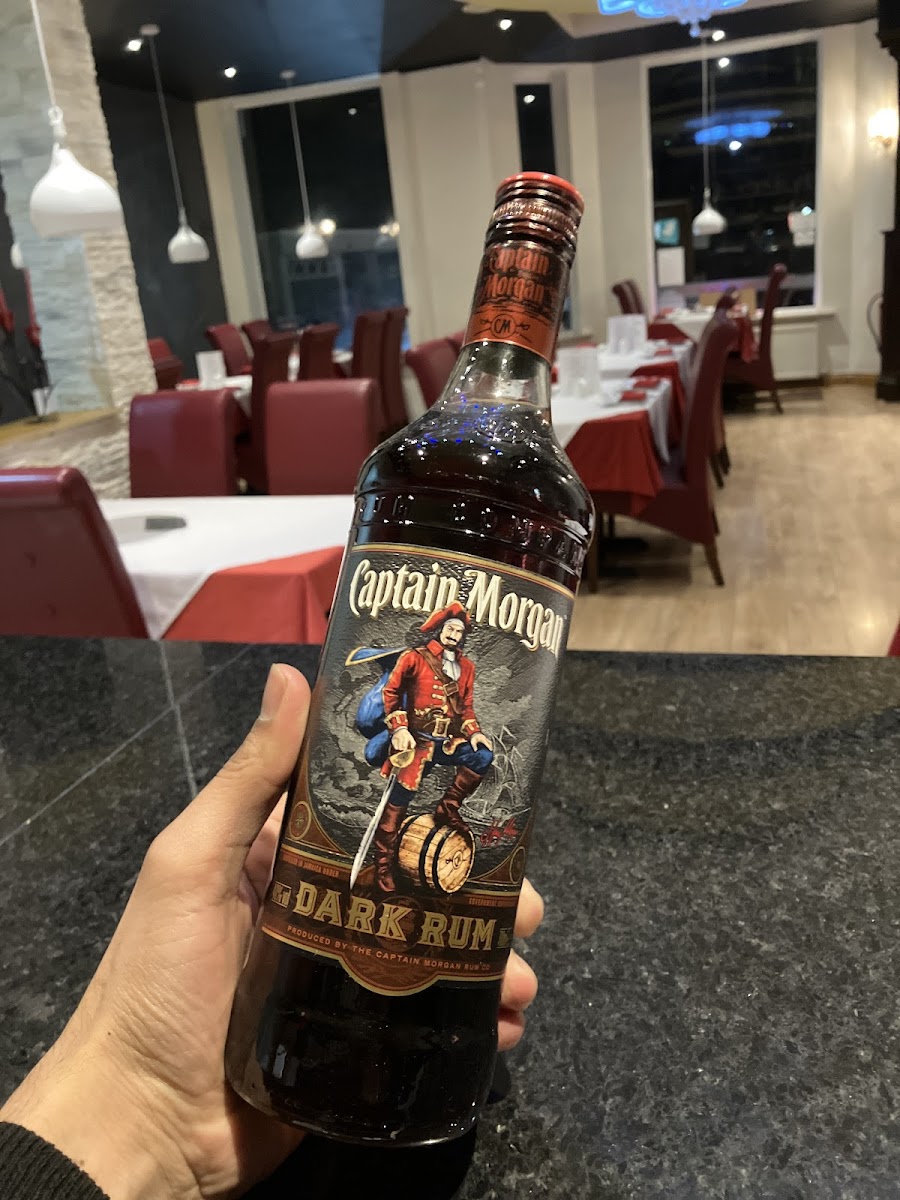 Captain
Morgan
CM
Captain Morgan
DARK RUM
PRODUCED BY THE CAPTAIN MORGAN RUM CO